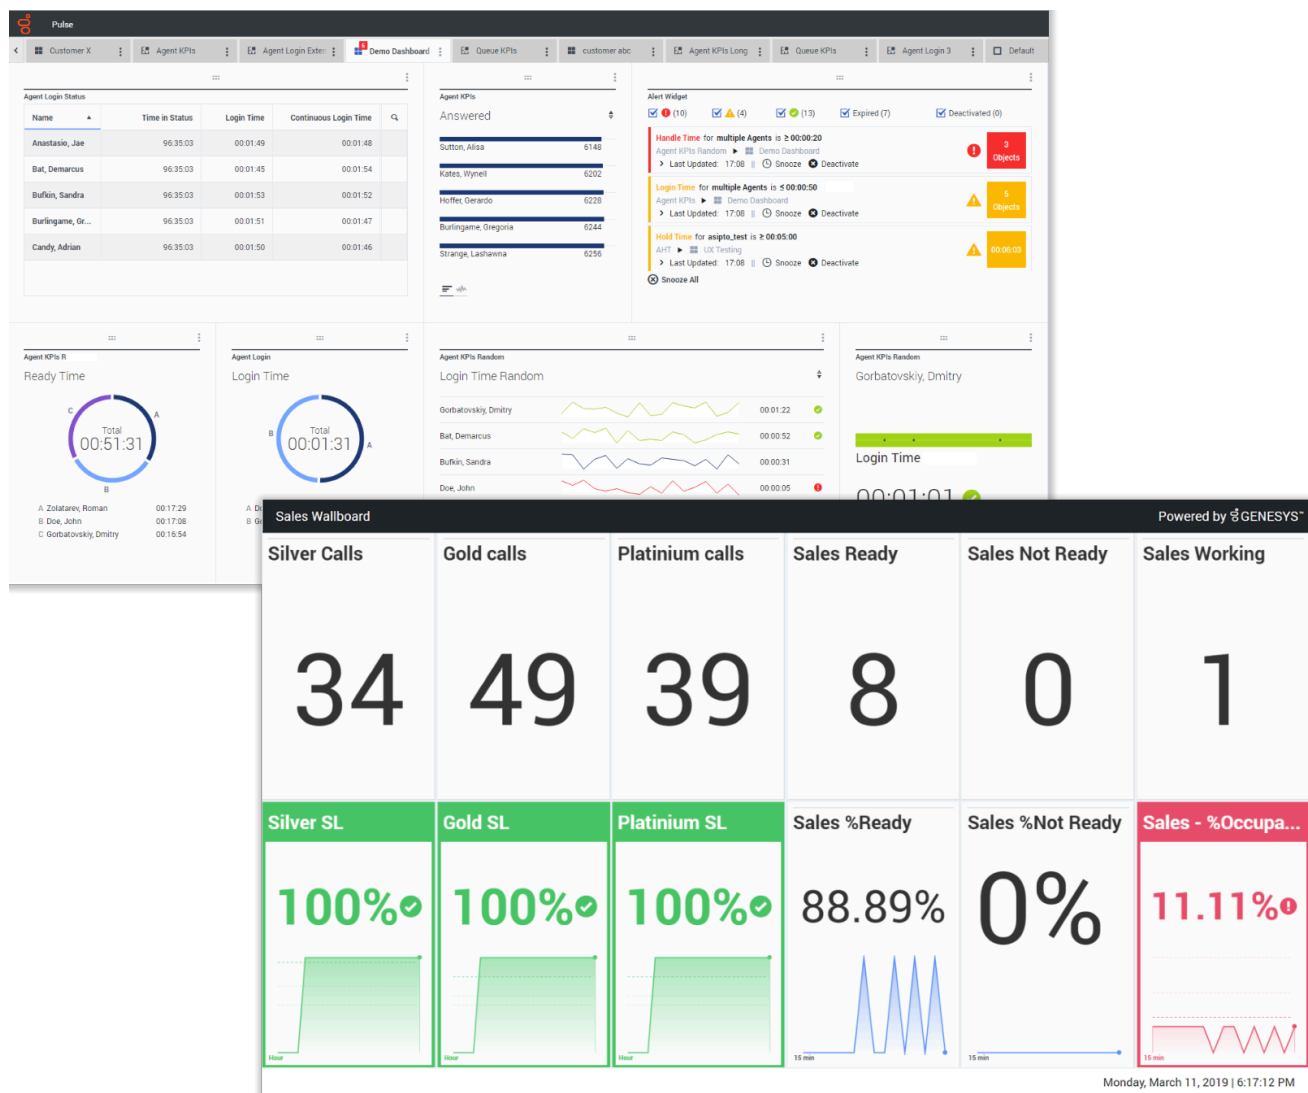 Pulse
Customer X
Agent KPIs
Agent Login Exten
5
Demo Dashboard
Queue KPIs
customer abc
Agent KPIs Long
Queue KPIs
Agent Login 3
Default
Agent Login Status
Name Time in Status Login Time Continuous Login Time
Anastasio, Jae 96:35:03 00:01:49 00:01:48
Bat, Demarcus 96:35:03 00:01:45 00:01:54
Bufkin, Sandra 96:35:03 00:01:53 00:01:52
Burlingame, Gr... 96:35:03 00:01:51 00:01:47
Candy, Adrian 96:35:03 00:01:50 00:01:46
Agent KPIs
Answered
Sutton, Alisa 6148
Kates, Wynell 6202
Hoffer, Gerardo 6228
Burlingame, Gregoria 6244
Strange, Lashawna 6256
Alert Widget
(10) (4) (13) Expired (7) Deactivated (0)
Handle Time for multiple Agents is ≥ 00:00:20
Agent KPIs Random ▶ Demo Dashboard
> Last Updated: 17:08 || Snooze Deactivate
3
Objects
Login Time for multiple Agents is ≤ 00:00:50
Agent KPIs ▶ Demo Dashboard
> Last Updated: 17:08 || Snooze Deactivate
5
Objects
Hold Time for asipto_test is ≥ 00:05:00
AHT ▶ UX Testing
> Last Updated: 17:08 || Snooze Deactivate
00:06:03
Snooze All
Agent KPIs R
Ready Time
C
A
Total
00:51:31
B
A Zolatarev, Roman 00:17:29
B Doe, John 00:17:08
C Gorbatovskiy, Dmitry 00:16:54
Agent Login
Login Time
B
Total
00:01:31
A
A D
B G
Agent KPIs Random
Login Time Random
Gorbatovskiy, Dmitry 00:01:22
Bat, Demarcus 00:00:52
Bufkin, Sandra 00:00:31
Doe, John 00:00:05
Agent KPIs Random
Gorbatovskiy, Dmitry
Login Time
00:01:01
Sales Wallboard
Powered by GENESYS™
Silver Calls
34
Gold calls
49
Platinium calls
39
Sales Ready
8
Sales Not Ready
0
Sales Working
1
Silver SL
100%
Hour
Gold SL
100%
Hour
Platinium SL
100%
Hour
Sales %Ready
88.89%
15 min
Sales %Not Ready
0%
15 min
Sales - %Occupa...
11.11%
15 min
Monday, March 11, 2019 | 6:17:12 PM